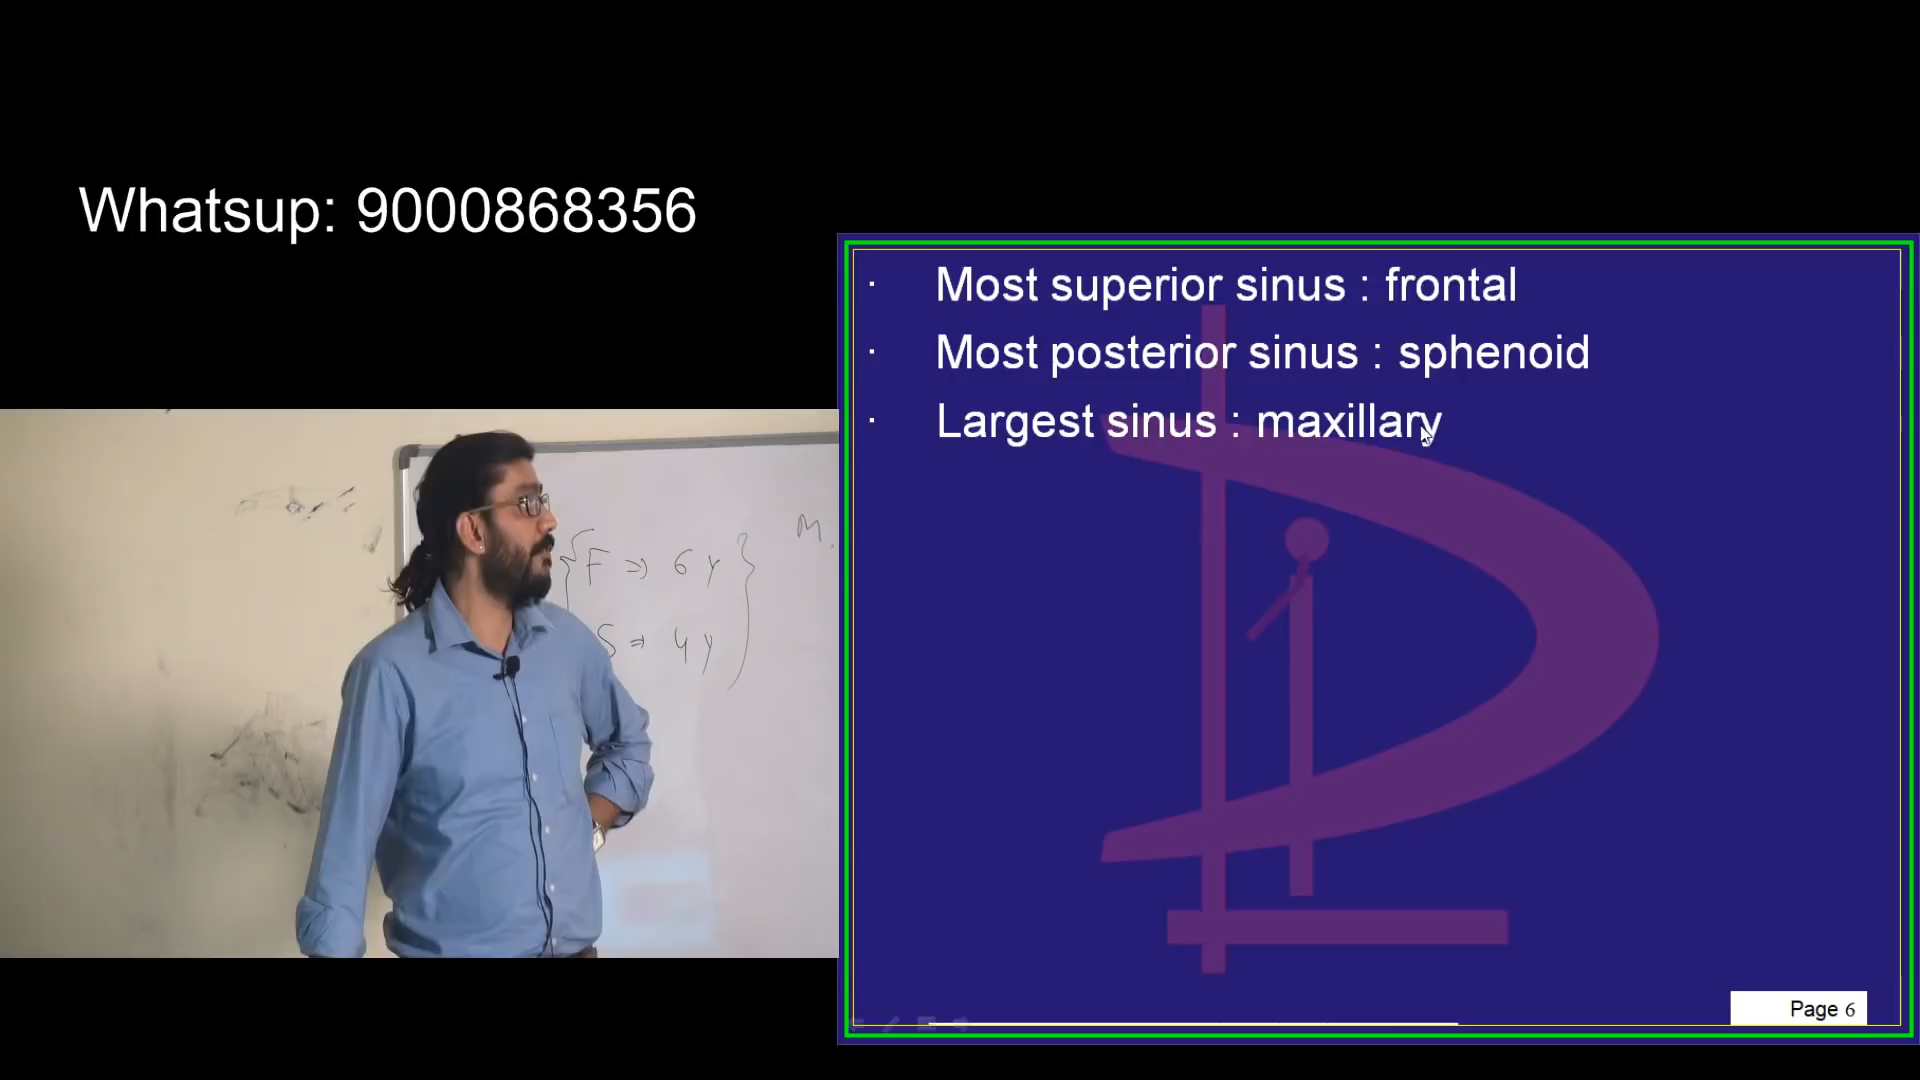 Whatsup: 9000868356
· Most superior sinus : frontal
· Most posterior sinus : sphenoid
· Largest sinus : maxillary
F ⇒ 6 Y
S ⇒ 4 y
M.
Page 6